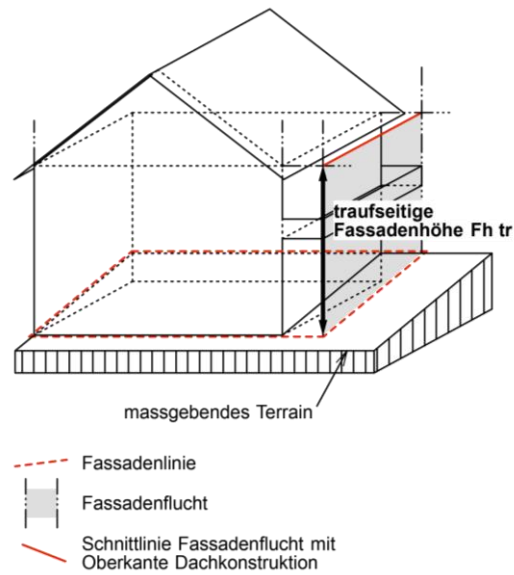 traufseitige
Fassadenhöhe Fh tr
massgebendes Terrain
Fassadenlinie
Fassadenflucht
Schnittlinie Fassadenflucht mit
Oberkante Dachkonstruktion